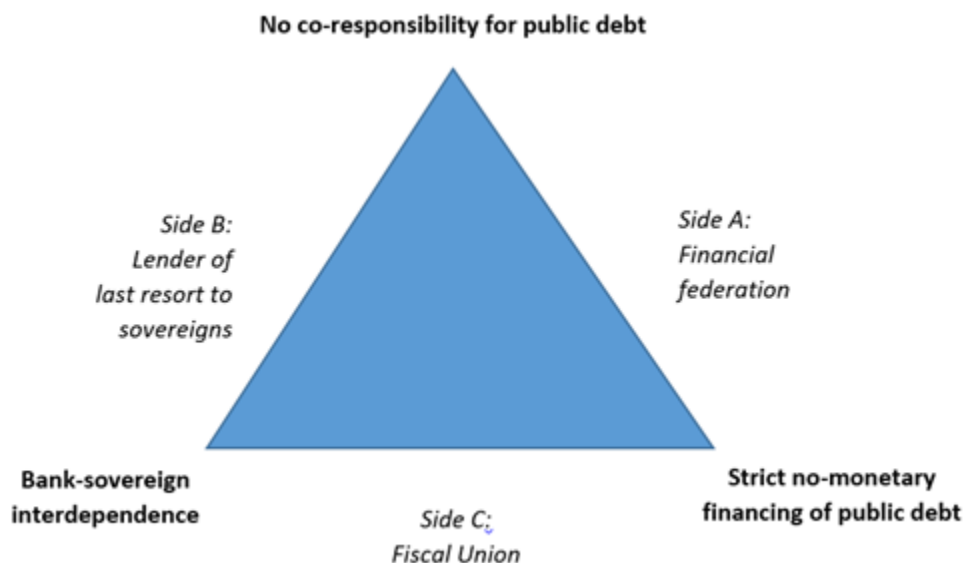 No co-responsibility for public debt
Side B:
Lender of
last resort to
sovereigns
Side A:
Financial
federation
Bank-sovereign
interdependence
Side C:
Fiscal Union
Strict no-monetary
financing of public debt